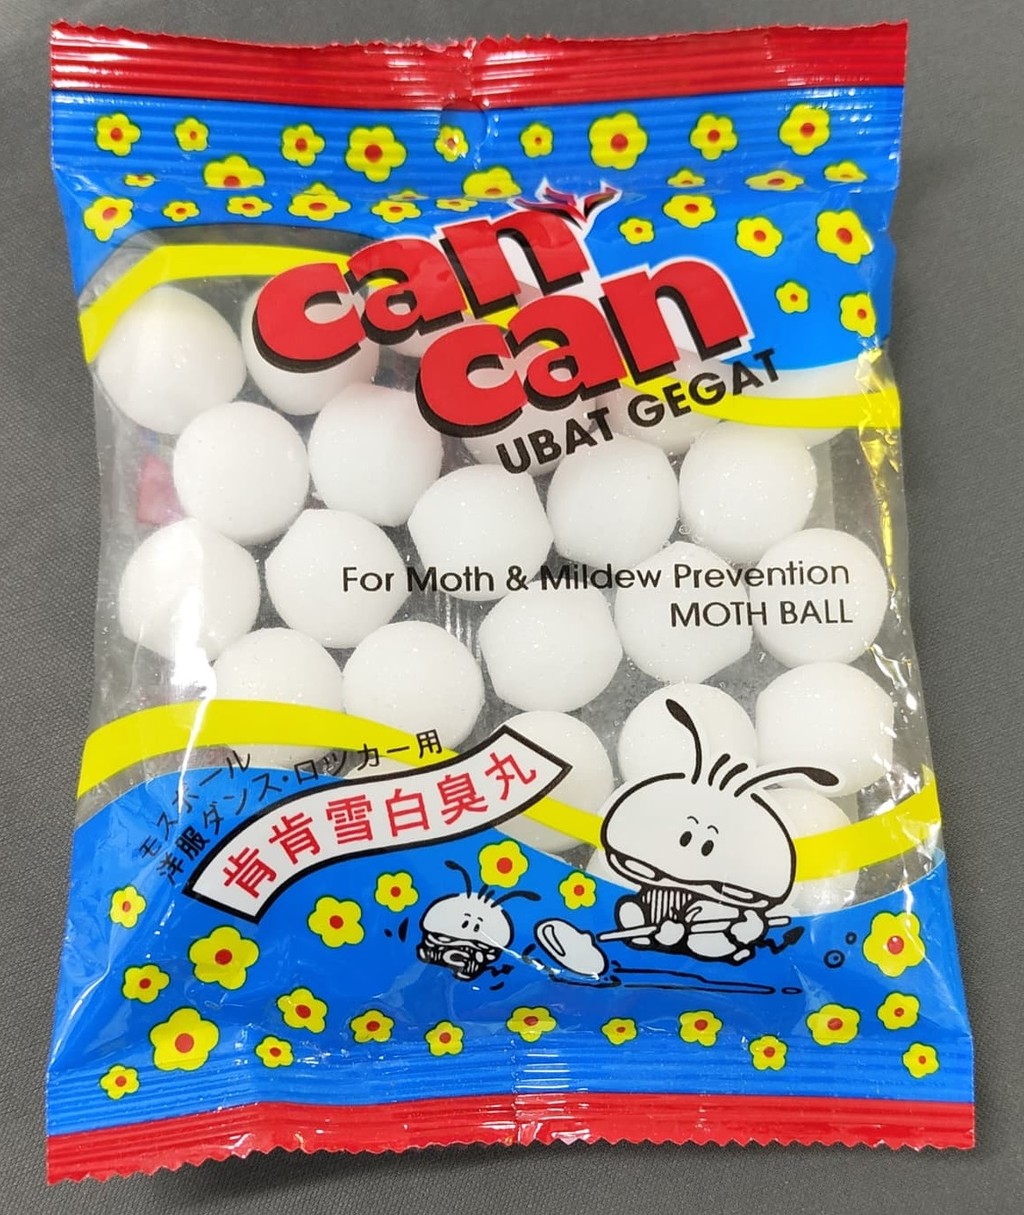 can
can
UBAT GEGAT
For Moth & Mildew Prevention
MOTH BALL
モスボール
洋服ダンス・ロッカー用
肯肯雪白臭丸